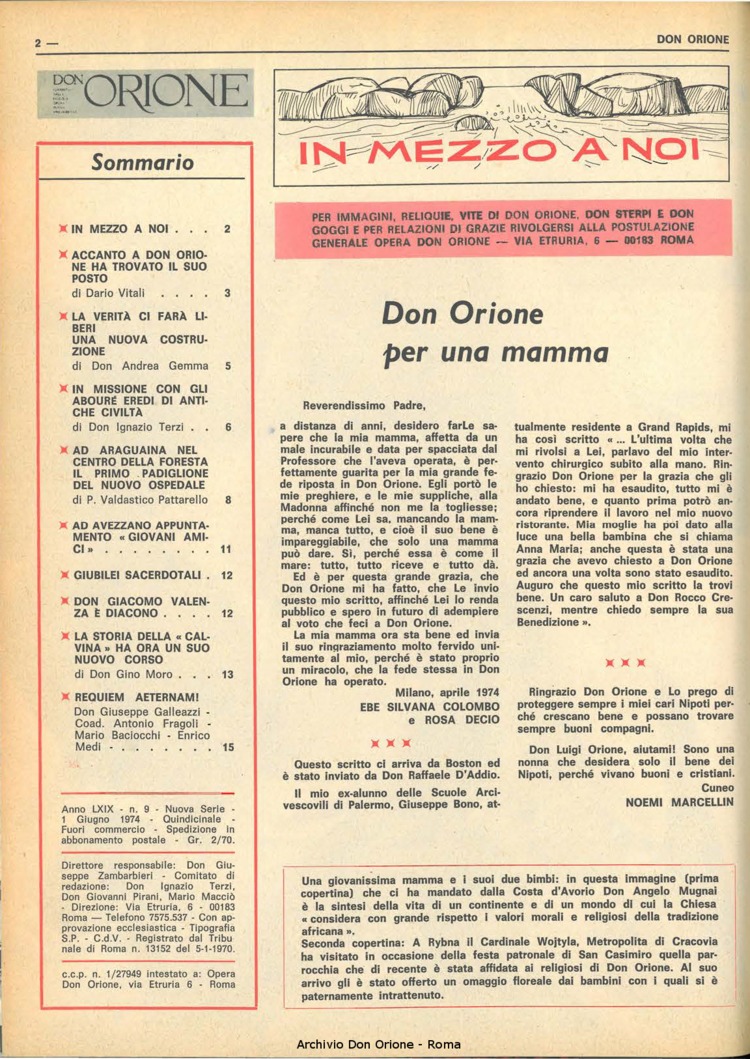 2 —
DON ORIONE
DON ORIONE
Sommario
IN MEZZO A NOI . . . 2
ACCANTO A DON ORIO-
NE HA TROVATO IL SUO
POSTO
di Dario Vitali . . . . 3
LA VERITÀ CI FARÀ LI-
BERI
UNA NUOVA COSTRU-
ZIONE
di Don Andrea Gemma 5
IN MISSIONE CON GLI
ABOURÉ EREDI DI ANTI-
CHE CIVILTÀ
di Don Ignazio Terzi . . 6
AD ARAGUAINA NEL
CENTRO DELLA FORESTA
IL PRIMO PADIGLIONE
DEL NUOVO OSPEDALE
di P. Valdastico Pattarello 8
AD AVEZZANO APPUNTA-
MENTO « GIOVANI AMI-
CI » . . . . . . . . 11
GIUBILEI SACERDOTALI . 12
DON GIACOMO VALEN-
ZA È DIACONO . . . . 12
LA STORIA DELLA « CAL-
VINA » HA ORA UN SUO
NUOVO CORSO
di Don Gino Moro . . . 13
REQUIEM AETERNAM!
Don Giuseppe Galleazzi -
Coad. Antonio Fragoli -
Mario Baciocchi - Enrico
Medi - . . . . . . . 15
Anno LXIX - n. 9 - Nuova Serie -
1 Giugno 1974 - Quindicinale -
Fuori commercio - Spedizione in
abbonamento postale - Gr. 2/70.
Direttore responsabile: Don Giu-
seppe Zambarbieri - Comitato di
redazione: Don Ignazio Terzi,
Don Giovanni Pirani, Mario Macciò
- Direzione: Via Etruria, 6 - 00183
Roma — Telefono 7575.537 - Con ap-
provazione ecclesiastica - Tipografia
S.P. - C.d.V. - Registrato dal Tribu
nale di Roma n. 13152 del 5-1-1970.
c.c.p. n. 1/27949 intestato a: Opera
Don Orione, via Etruria 6 - Roma
IN MEZZO A NOI
PER IMMAGINI, RELIQUIE, VITE DI DON ORIONE, DON STERPI E DON
GOGGI E PER RELAZIONI DI GRAZIE RIVOLGERSI ALLA POSTULAZIONE
GENERALE OPERA DON ORIONE — VIA ETRURIA, 6 — 00183 ROMA
Don Orione
per una mamma
Reverendissimo Padre,
a distanza di anni, desidero farLe sa-
pere che la mia mamma, affetta da un
male incurabile e data per spacciata dal
Professore che l'aveva operata, è per-
fettamente guarita per la mia grande fe-
de riposta in Don Orione. Egli portò le
mie preghiere, e le mie suppliche, alla
Madonna affinché non me la togliesse;
perché come Lei sa, mancando la mam-
ma, manca tutto, e cioè il suo bene è
impareggiabile, che solo una mamma
può dare. Sì, perché essa è come il
mare: tutto, tutto riceve e tutto dà.
Ed è per questa grande grazia, che
Don Orione mi ha fatto, che Le invio
questo mio scritto, affinché Lei lo renda
pubblico e spero in futuro di adempiere
al voto che feci a Don Orione.
La mia mamma ora sta bene ed invia
il suo ringraziamento molto fervido uni-
tamente al mio, perché è stato proprio
un miracolo, che la fede stessa in Don
Orione ha operato.
Milano, aprile 1974
EBE SILVANA COLOMBO
e ROSA DECIO
Questo scritto ci arriva da Boston ed
è stato inviato da Don Raffaele D'Addio.
Il mio ex-alunno delle Scuole Arci-
vescovili di Palermo, Giuseppe Bono, at-
tualmente residente a Grand Rapids, mi
ha così scritto « ... L'ultima volta che
mi rivolsi a Lei, parlavo del mio inter-
vento chirurgico subito alla mano. Rin-
grazio Don Orione per la grazia che gli
ho chiesto: mi ha esaudito, tutto mi è
andato bene, e quanto prima potrò an-
cora riprendere il lavoro nel mio nuovo
ristorante. Mia moglie ha poi dato alla
luce una bella bambina che si chiama
Anna Maria; anche questa è stata una
grazia che avevo chiesto a Don Orione
ed ancora una volta sono stato esaudito.
Auguro che questo mio scritto la trovi
bene. Un caro saluto a Don Rocco Cre-
scenzi, mentre chiedo sempre la sua
Benedizione ».
Ringrazio Don Orione e Lo prego di
proteggere sempre i miei cari Nipoti per-
ché crescano bene e possano trovare
sempre buoni compagni.
Don Luigi Orione, aiutami! Sono una
nonna che desidera solo il bene dei
Nipoti, perché vivano buoni e cristiani.
Cuneo
NOEMI MARCELLIN
Una giovanissima mamma e i suoi due bimbi: in questa immagine (prima
copertina) che ci ha mandato dalla Costa d'Avorio Don Angelo Mugnai
è la sintesi della vita di un continente e di un mondo di cui la Chiesa
« considera con grande rispetto i valori morali e religiosi della tradizione
africana ».
Seconda copertina: A Rybna il Cardinale Wojtyla, Metropolita di Cracovia
ha visitato in occasione della festa patronale di San Casimiro quella par-
rocchia che di recente è stata affidata ai religiosi di Don Orione. Al suo
arrivo gli è stato offerto un omaggio floreale dai bambini con i quali si è
paternamente intrattenuto.
Archivio Don Orione - Roma